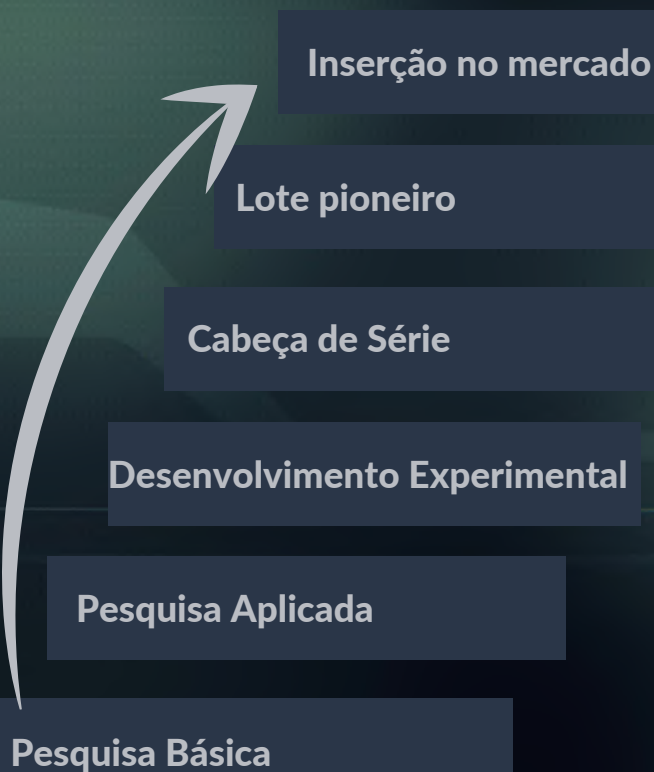 Inserção no mercado
Lote pioneiro
Cabeça de Série
Desenvolvimento Experimental
Pesquisa Aplicada
Pesquisa Básica